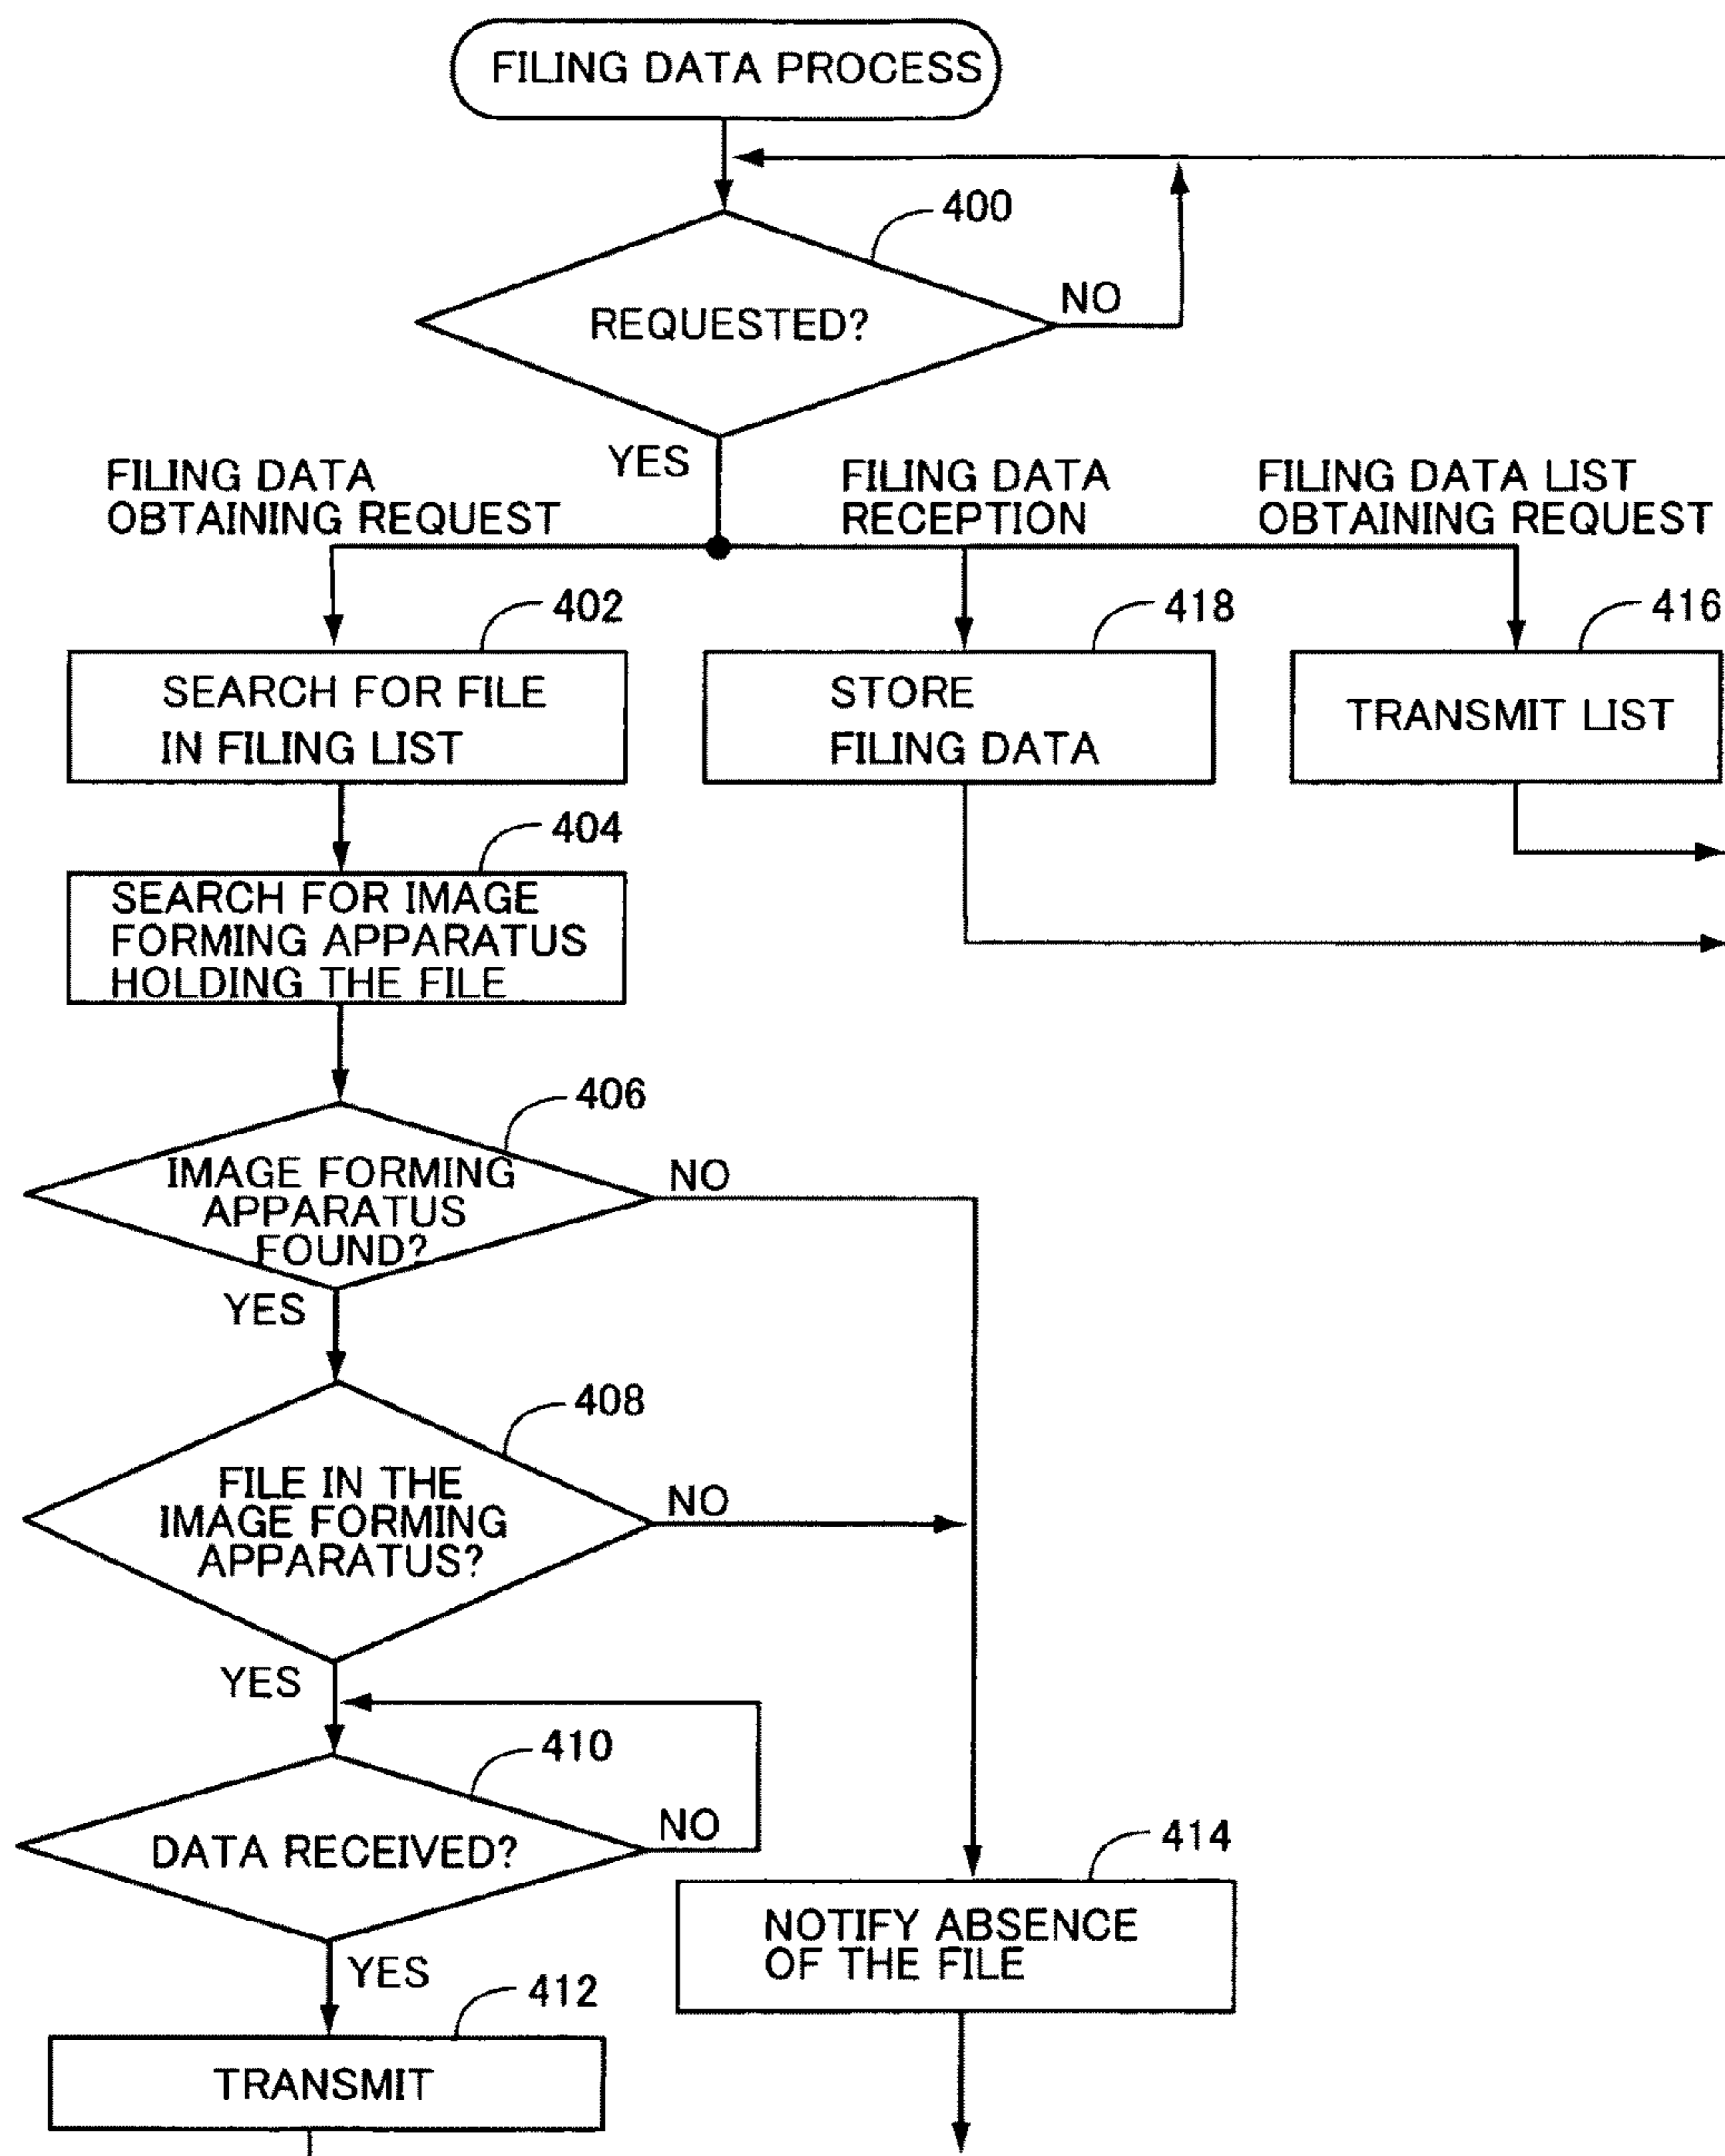 FILING DATA PROCESS
400
REQUESTED?
NO
YES
FILING DATA
OBTAINING REQUEST
FILING DATA
RECEPTION
FILING DATA LIST
OBTAINING REQUEST
402
SEARCH FOR FILE
IN FILING LIST
418
STORE
FILING DATA
416
TRANSMIT LIST
404
SEARCH FOR IMAGE
FORMING APPARATUS
HOLDING THE FILE
406
IMAGE FORMING
APPARATUS
FOUND?
NO
YES
408
FILE IN THE
IMAGE FORMING
APPARATUS?
NO
YES
410
DATA RECEIVED?
NO
YES
414
NOTIFY ABSENCE
OF THE FILE
412
TRANSMIT